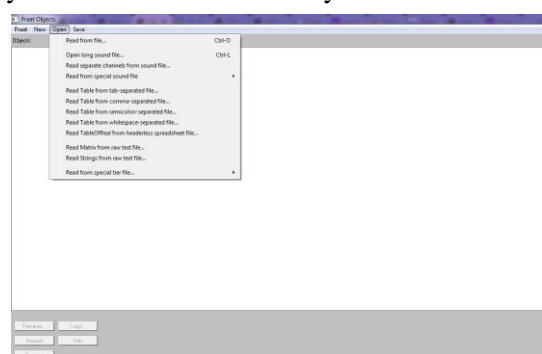 Praat Objects
Praat New Open Save
Objects:
Read from file... Ctrl-O
Open long sound file... Ctrl-L
Read separate channels from sound file...
Read from special sound file
Read Table from tab-separated file...
Read Table from comma-separated file...
Read Table from semicolon-separated file...
Read Table from whitespace-separated file...
Read TableOfReal from headerless spreadsheet file...
Read Matrix from raw text file...
Read Strings from raw text file...
Read from special tier file...
Rename... Copy...
Inspect Info